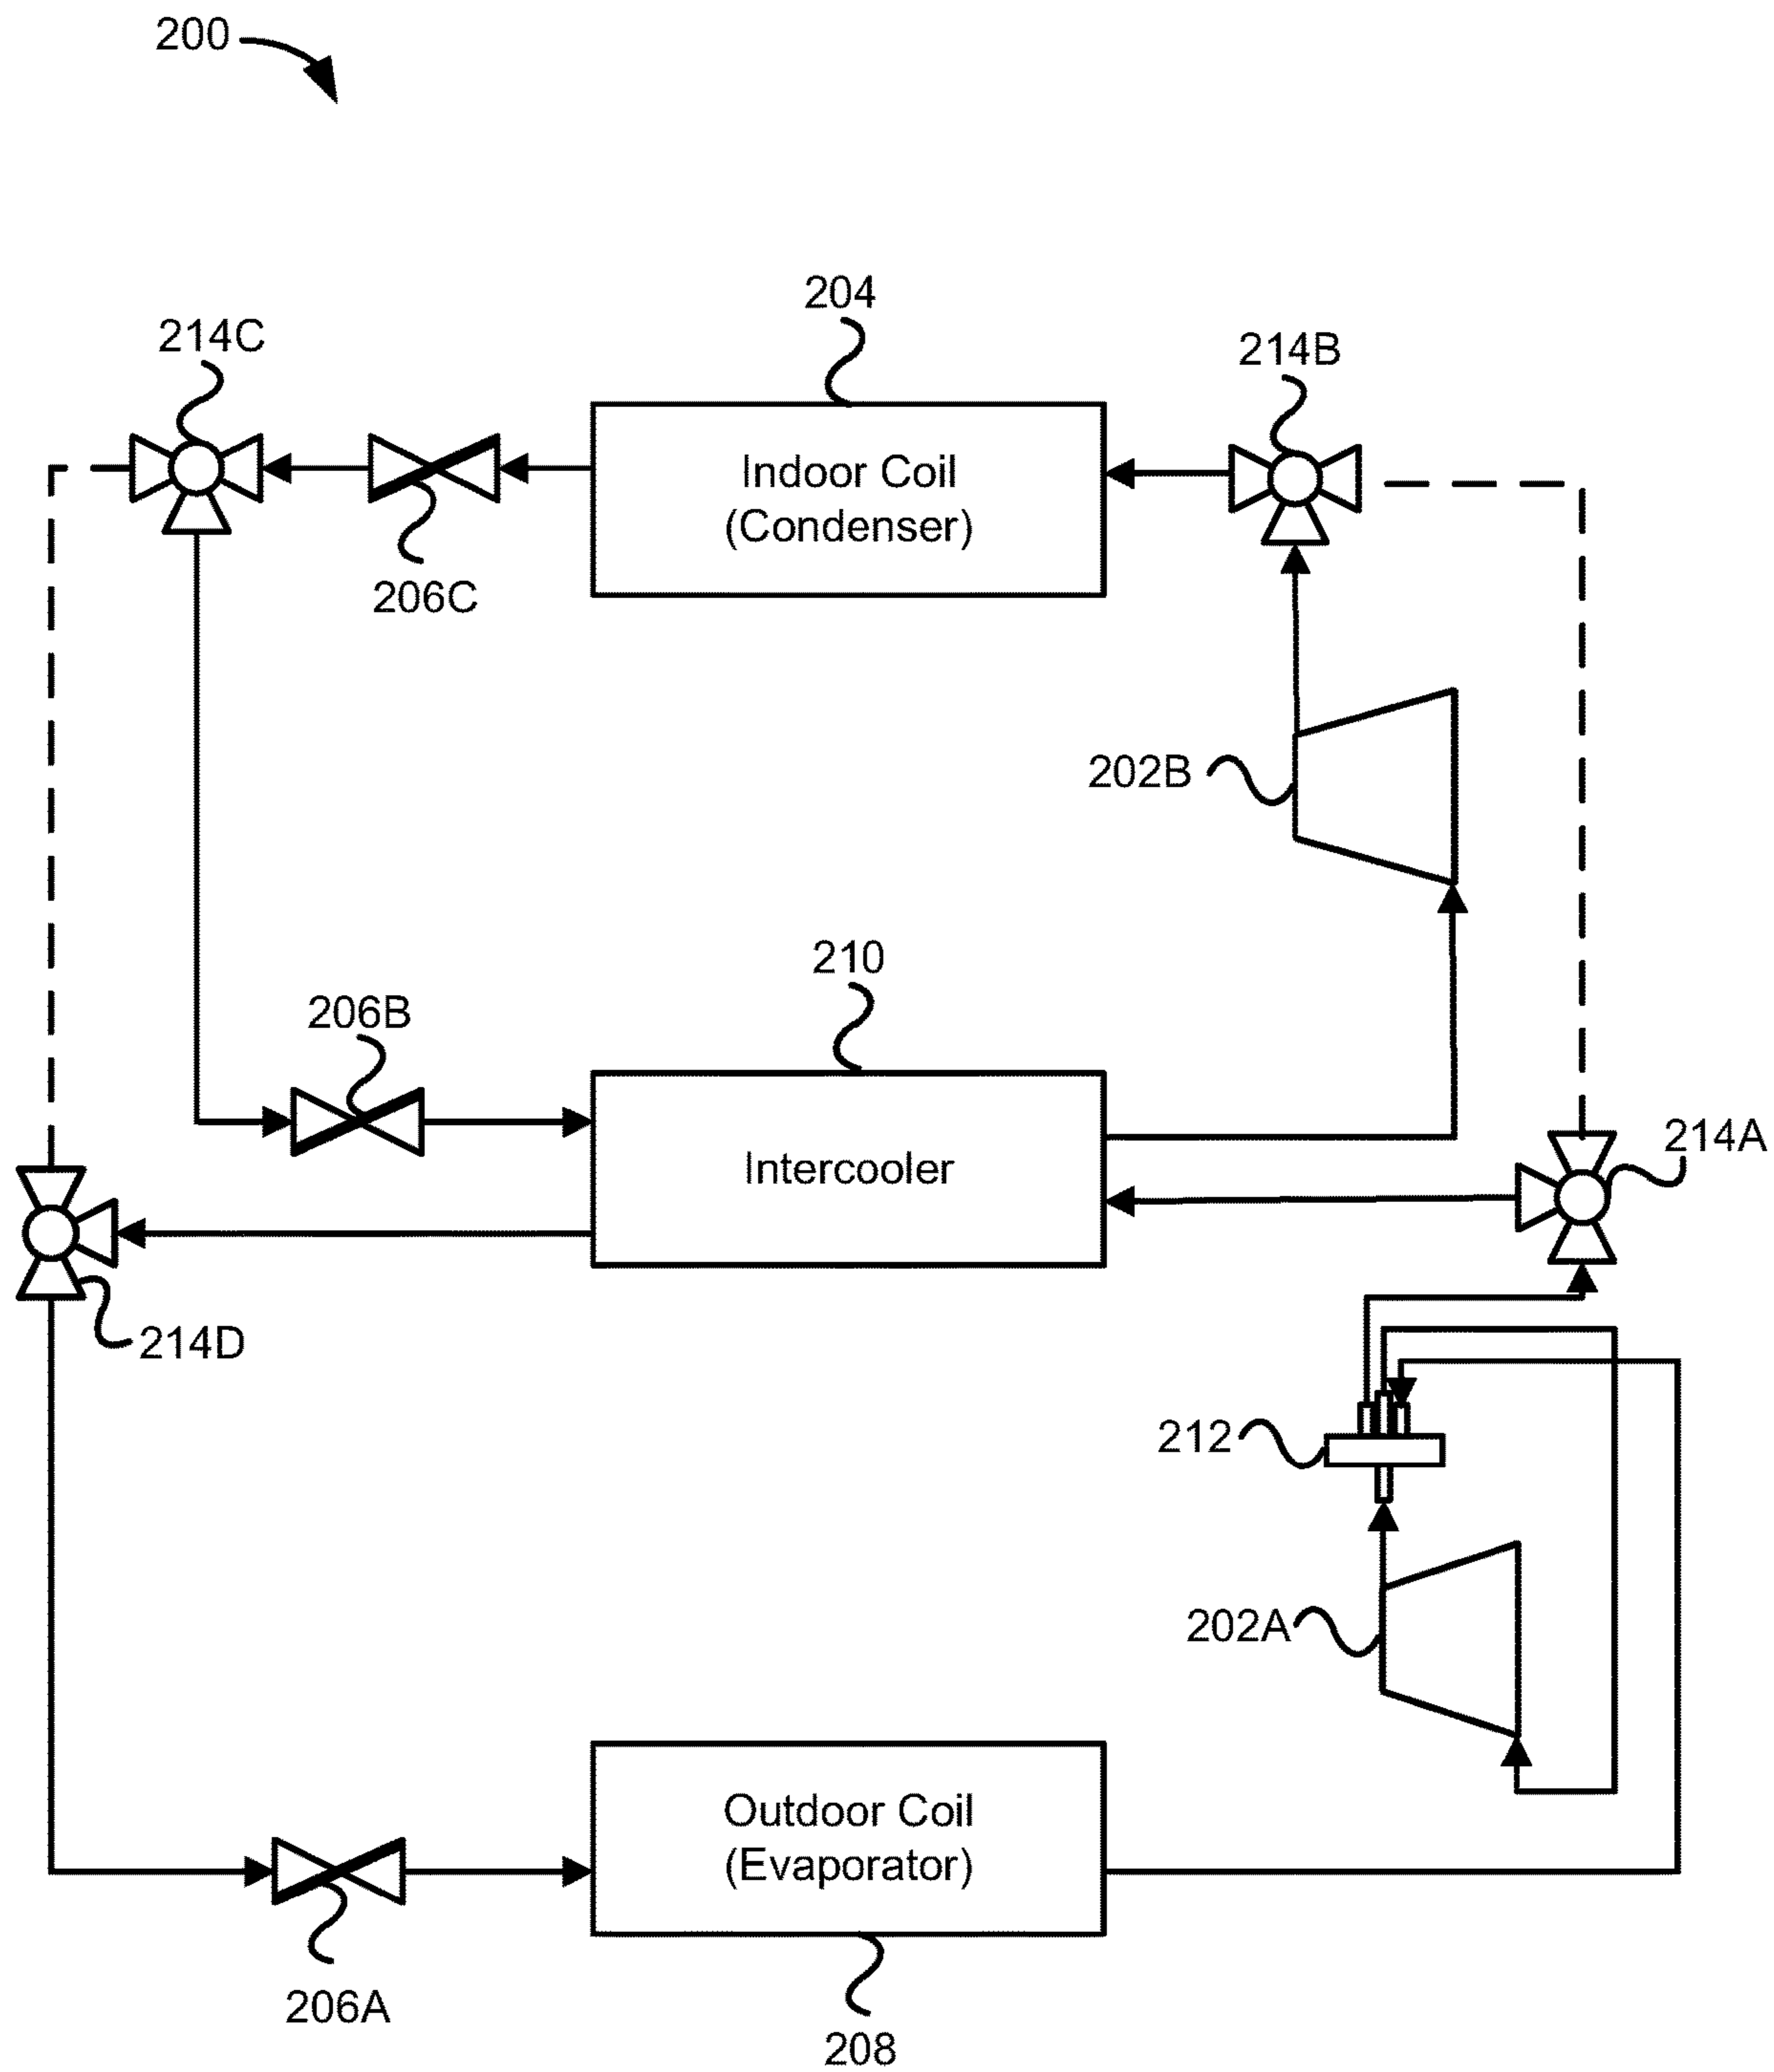 200
204
214C
214B
Indoor Coil
(Condenser)
206C
202B
210
206B
214A
Intercooler
214D
212
202A
Outdoor Coil
(Evaporator)
206A
208